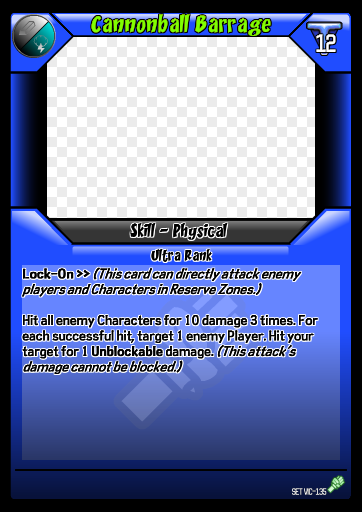 Cannonball Barrage
12
Skill - Physical
Ultra Rank
Lock-On >> (This card can directly attack enemy
players and Characters in Reserve Zones.)
Hit all enemy Characters for 10 damage 3 times. For
each successful hit, target 1 enemy Player. Hit your
target for 1 Unblockable damage. (This attack's
damage cannot be blocked.)
SET VIC-135